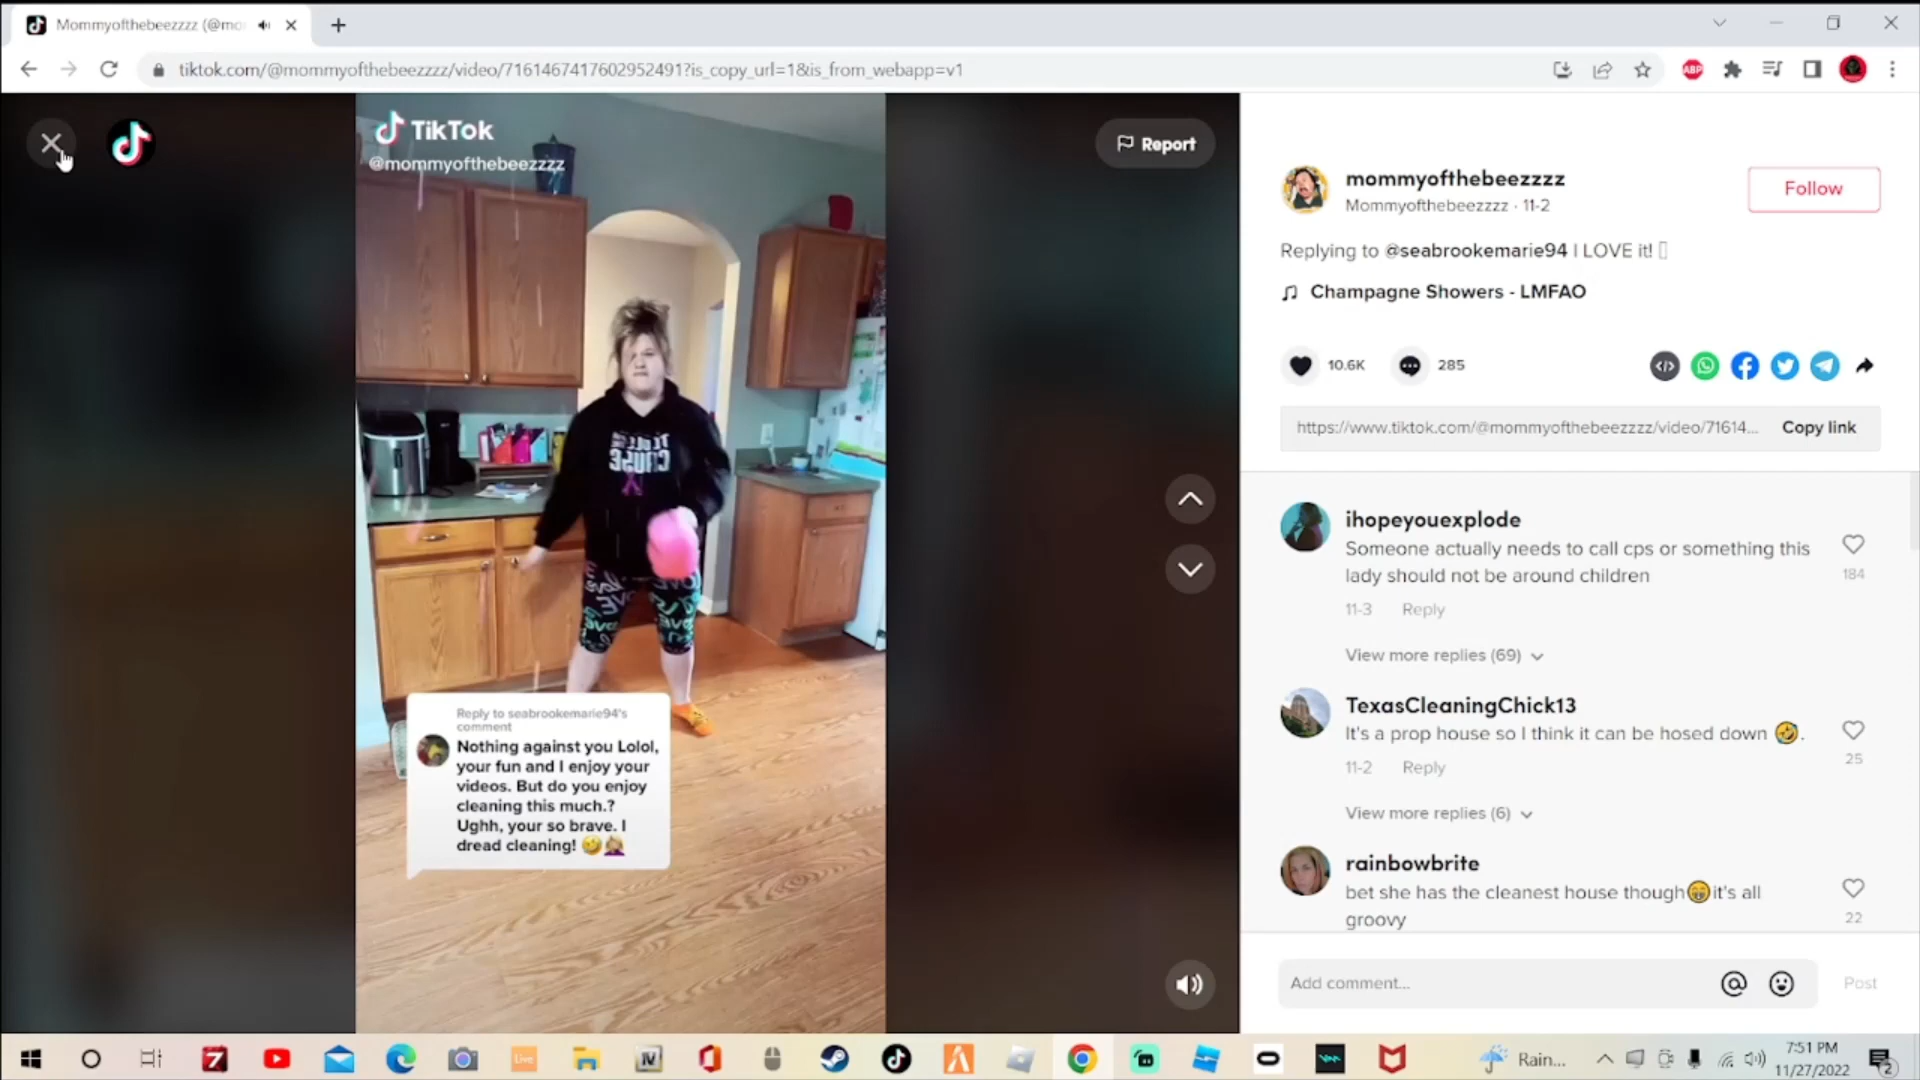 Mommyofthebeezzzz (@mo
tiktok.com/@mommyofthebeezzzz/video/7161467417602952491?is_copy_url=1&is_from_webapp=v1
ABP
TikTok
@mommyofthebeezzzz
Report
Reply to seabrookemarie94's
comment
Nothing against you Lolol,
your fun and I enjoy your
videos. But do you enjoy
cleaning this much.?
Ughh, your so brave. I
dread cleaning! 🤣🤦🏼‍♀️
mommyofthebeezzzz
Mommyofthebeezzzz · 11-2
Follow
Replying to @seabrookemarie94 I LOVE it!
Champagne Showers - LMFAO
10.6K
285
https://www.tiktok.com/@mommyofthebeezzzz/video/71614...
Copy link
ihopeyouexplode
Someone actually needs to call cps or something this
lady should not be around children
184
11-3 Reply
View more replies (69)
TexasCleaningChick13
It's a prop house so I think it can be hosed down 🤣.
25
11-2 Reply
View more replies (6)
rainbowbrite
bet she has the cleanest house though😁it's all
groovy
22
Add comment...
Post
Live
IV
Rain...
7:51 PM
11/27/2022
2